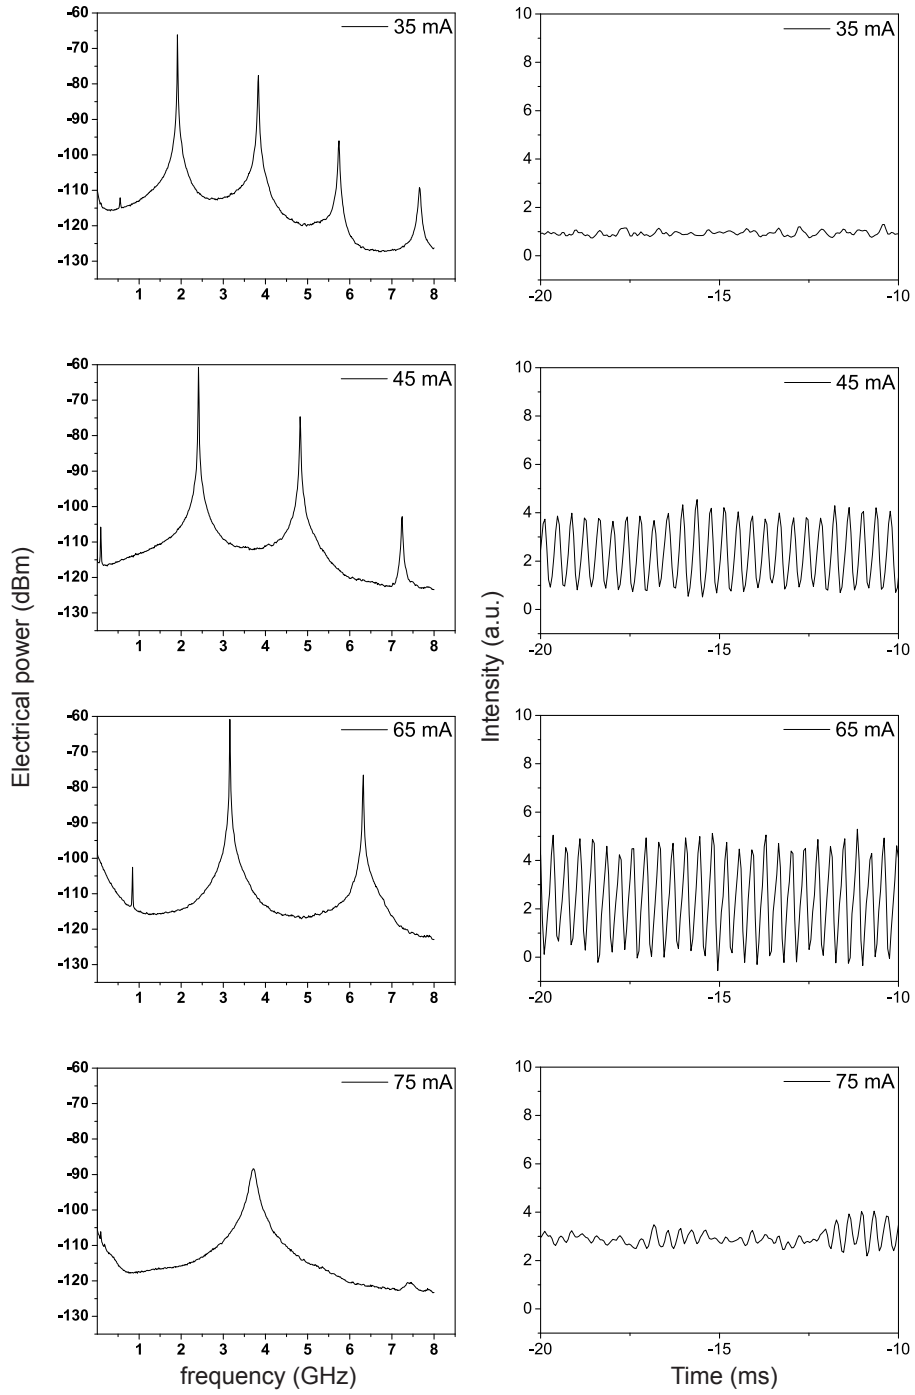 -60
-70
-80
-90
-100
-110
-120
-130
1 2 3 4 5 6 7 8
35 mA
10
8
6
4
2
0
-20 -15 -10
35 mA
-60
-70
-80
-90
-100
-110
-120
-130
1 2 3 4 5 6 7 8
45 mA
10
8
6
4
2
0
-20 -15 -10
45 mA
Electrical power (dBm)
Intensity (a.u.)
-60
-70
-80
-90
-100
-110
-120
-130
1 2 3 4 5 6 7 8
65 mA
10
8
6
4
2
0
-20 -15 -10
65 mA
-60
-70
-80
-90
-100
-110
-120
-130
1 2 3 4 5 6 7 8
75 mA
10
8
6
4
2
0
-20 -15 -10
75 mA
frequency (GHz)
Time (ms)